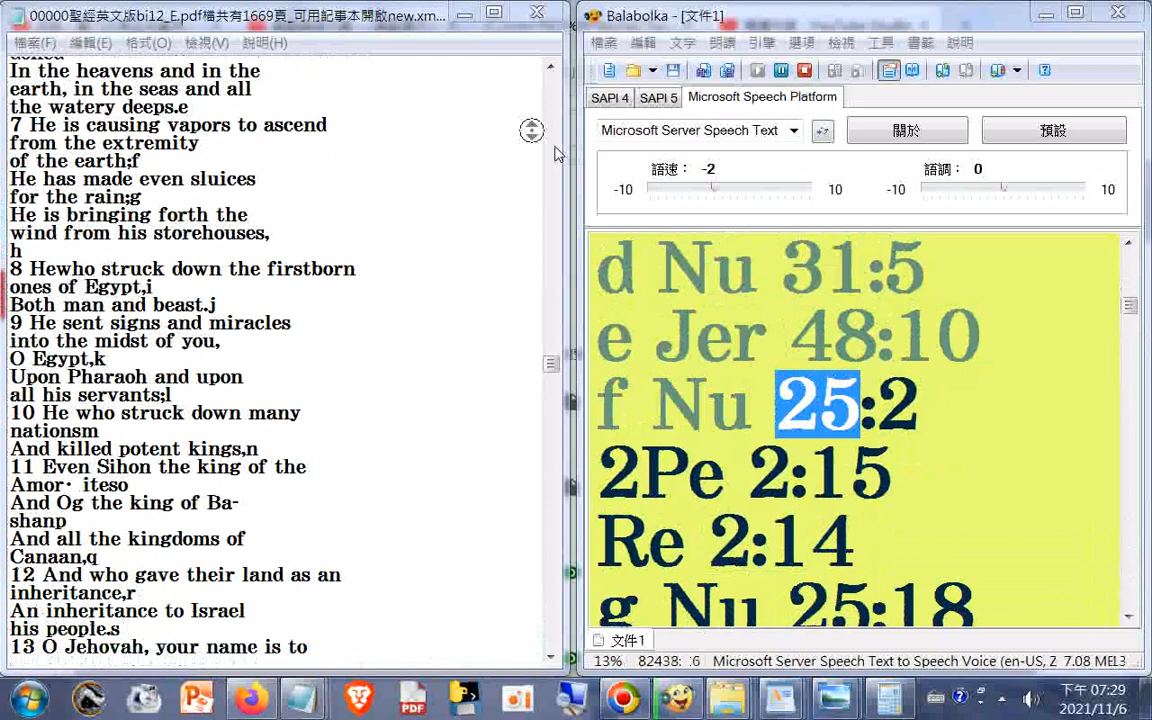 00000聖經英文版bi12_E.pdf檔共有1669頁_可用記事本開啟new.xm...
檔案(F) 編輯(E) 格式(O) 檢視(V) 說明(H)
asked
In the heavens and in the
earth, in the seas and all
the watery deeps.e
7 He is causing vapors to ascend
from the extremity
of the earth;f
He has made even sluices
for the rain;g
He is bringing forth the
wind from his storehouses,
h
8 Hewho struck down the firstborn
ones of Egypt,i
Both man and beast.j
9 He sent signs and miracles
into the midst of you,
O Egypt,k
Upon Pharaoh and upon
all his servants;l
10 He who struck down many
nationsm
And killed potent kings,n
11 Even Sihon the king of the
Amor· iteso
And Og the king of Ba-
shanp
And all the kingdoms of
Canaan,q
12 And who gave their land as an
inheritance,r
An inheritance to Israel
his people.s
13 O Jehovah, your name is to
Balabolka - [文件1]
檔案 編輯 文字 朗讀 引擎 選項 檢視 工具 書籤 說明
SAPI 4 SAPI 5 Microsoft Speech Platform
Microsoft Server Speech Text 關於 預設
語速： -2 語調： 0
-10 10 -10 10
d Nu 31:5
e Jer 48:10
f Nu 25:2
2Pe 2:15
Re 2:14
g Nu 25:18
文件1
13% 82438: :6 Microsoft Server Speech Text to Speech Voice (en-US, Z 7.08 MEL3
PDF
下午 07:29
2021/11/6